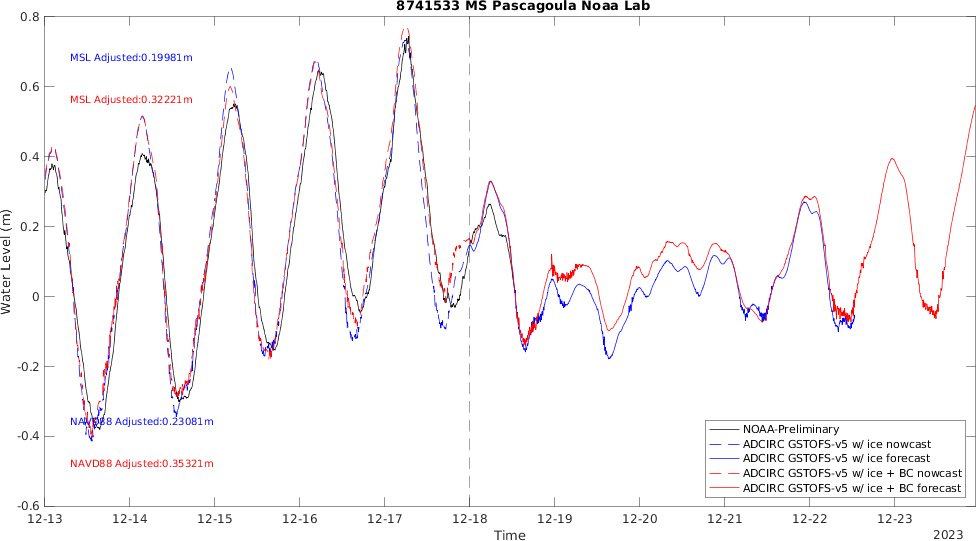 8741533 MS Pascagoula Noaa Lab
0.8
0.6
0.4
0.2
0
-0.2
-0.4
-0.6
Water Level (m)
MSL Adjusted:0.19981m
MSL Adjusted:0.32221m
NAVD88 Adjusted:0.23081m
NAVD88 Adjusted:0.35321m
NOAA-Preliminary
ADCIRC GSTOFS-v5 w/ ice nowcast
ADCIRC GSTOFS-v5 w/ ice forecast
ADCIRC GSTOFS-v5 w/ ice + BC nowcast
ADCIRC GSTOFS-v5 w/ ice + BC forecast
12-13 12-14 12-15 12-16 12-17 12-18 12-19 12-20 12-21 12-22 12-23
Time
2023